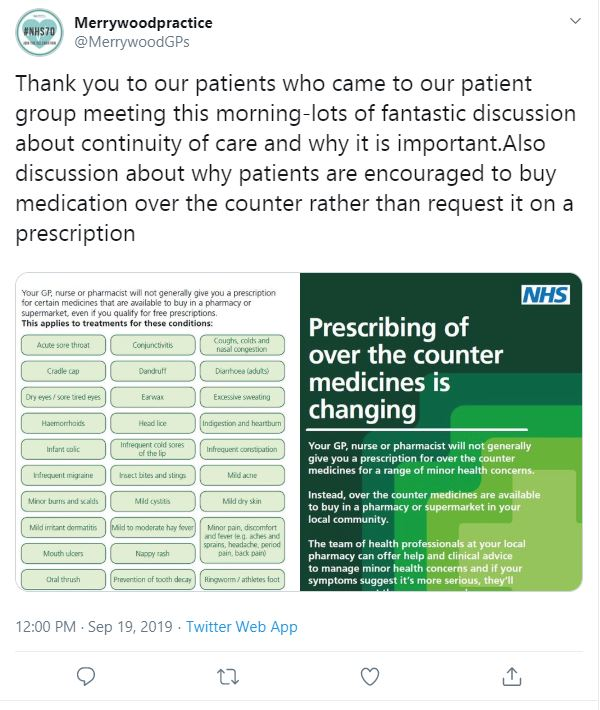 #NHS70
Merrywoodpractice
@MerrywoodGPs
Thank you to our patients who came to our patient
group meeting this morning-lots of fantastic discussion
about continuity of care and why it is important.Also
discussion about why patients are encouraged to buy
medication over the counter rather than request it on a
prescription
Your GP, nurse or pharmacist will not generally give you a prescription
for certain medicines that are available to buy in a pharmacy or
supermarket, even if you qualify for free prescriptions.
This applies to treatments for these conditions:
Acute sore throat
Conjunctivitis
Coughs, colds and
nasal congestion
Cradle cap
Dandruff
Diarrhoea (adults)
Dry eyes / sore tired eyes
Earwax
Excessive sweating
Haemorrhoids
Head lice
Indigestion and heartburn
Infant colic
Infrequent cold sores
of the lip
Infrequent constipation
Infrequent migraine
Insect bites and stings
Mild acne
Minor burns and scalds
Mild cystitis
Mild dry skin
Mild irritant dermatitis
Mild to moderate hay fever
Minor pain, discomfort
and fever (e.g. aches and
sprains, headache, period
pain, back pain)
Mouth ulcers
Nappy rash
Oral thrush
Prevention of tooth decay
Ringworm / athletes foot
NHS
Prescribing of
over the counter
medicines is
changing
Your GP, nurse or pharmacist will not generally
give you a prescription for over the counter
medicines for a range of minor health concerns.
Instead, over the counter medicines are available
to buy in a pharmacy or supermarket in your
local community.
The team of health professionals at your local
pharmacy can offer help and clinical advice
to manage minor health concerns and if your
symptoms suggest it's more serious, they'll
12:00 PM · Sep 19, 2019 · Twitter Web App